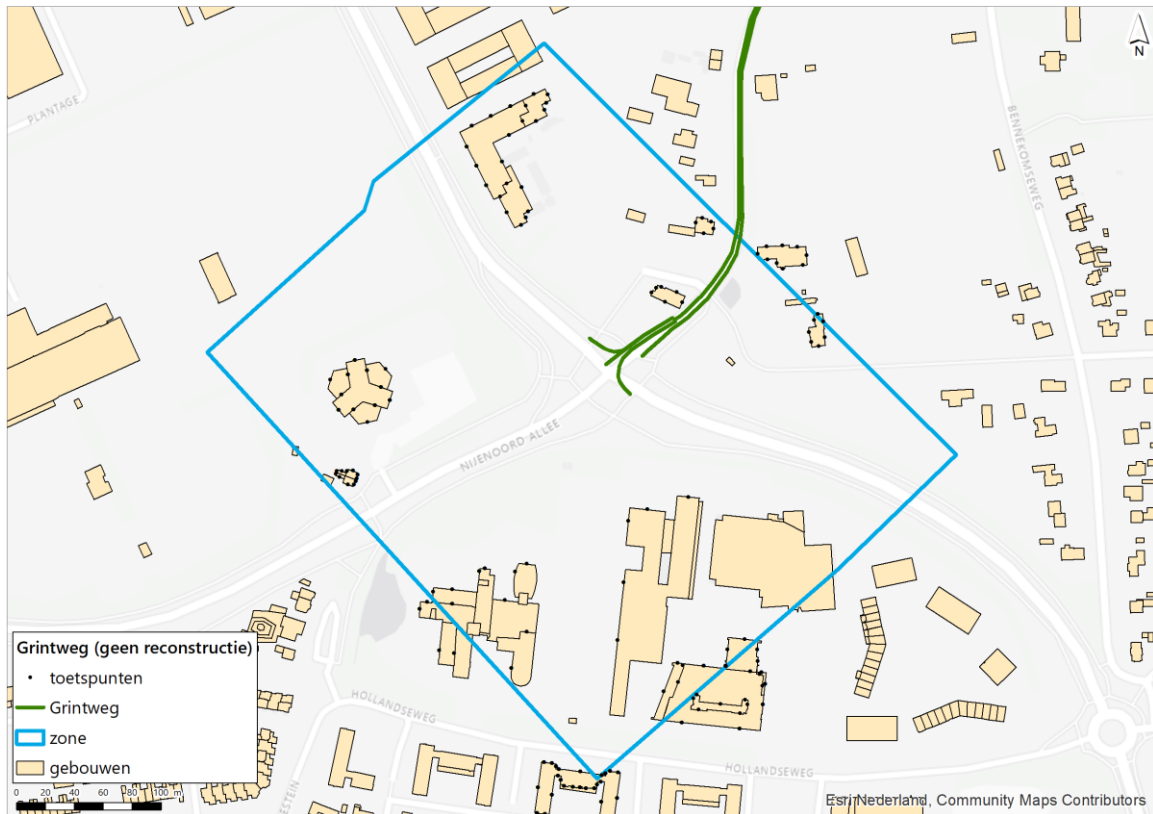 PLANTAGE
N
BENNEKOMSEWEG
NIJENOORD ALLEE
Grintweg (geen reconstructie)
toetspunten
Grintweg
zone
gebouwen
0 20 40 60 80 100 m
HOLLANDSEWEG
HOLLANDSEWEG
ESTEIN
Esri Nederland, Community Maps Contributors